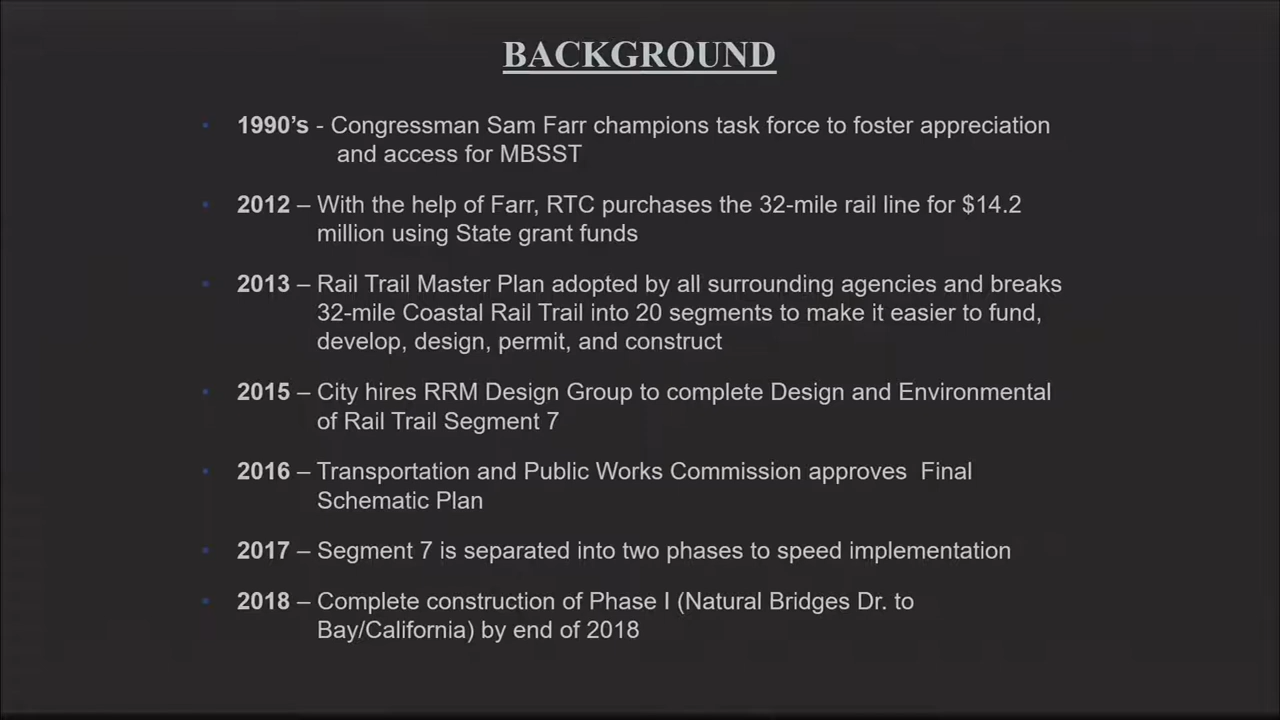 BACKGROUND
• 1990’s - Congressman Sam Farr champions task force to foster appreciation
and access for MBSST
• 2012 – With the help of Farr, RTC purchases the 32-mile rail line for $14.2
million using State grant funds
• 2013 – Rail Trail Master Plan adopted by all surrounding agencies and breaks
32-mile Coastal Rail Trail into 20 segments to make it easier to fund,
develop, design, permit, and construct
• 2015 – City hires RRM Design Group to complete Design and Environmental
of Rail Trail Segment 7
• 2016 – Transportation and Public Works Commission approves  Final
Schematic Plan
• 2017 – Segment 7 is separated into two phases to speed implementation
• 2018 – Complete construction of Phase I (Natural Bridges Dr. to
Bay/California) by end of 2018